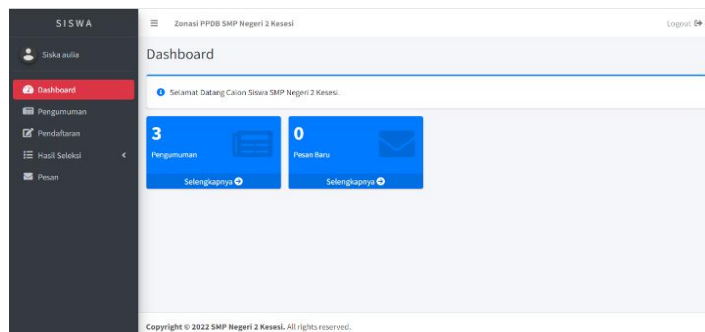 SISWA
Siska aulia
Dashboard
Pengumuman
Pendaftaran
Hasil Seleksi
Pesan
Zonasi PPDB SMP Negeri 2 Kesesi
Logout
Dashboard
Selamat Datang Calon Siswa SMP Negeri 2 Kesesi.
3
Pengumuman
Selengkapnya
0
Pesan Baru
Selengkapnya
Copyright © 2022 SMP Negeri 2 Kesesi. All rights reserved.